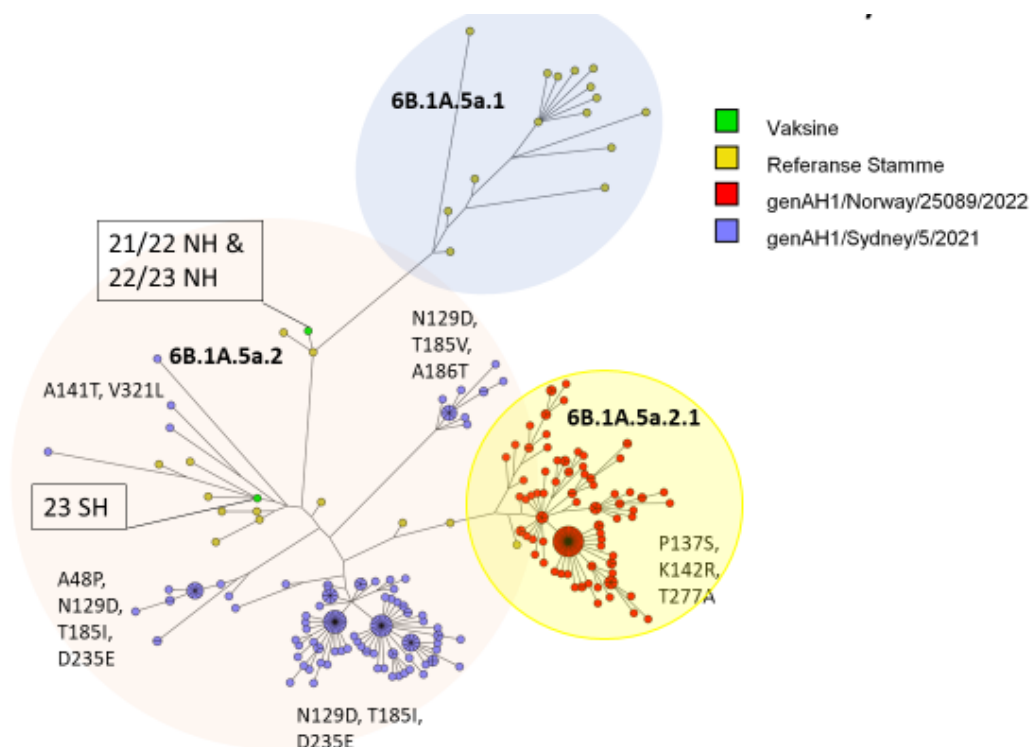 6B.1A.5a.1
Vaksine
Referanse Stamme
genAH1/Norway/25089/2022
genAH1/Sydney/5/2021
21/22 NH &
22/23 NH
6B.1A.5a.2
A141T, V321L
N129D,
T185V,
A186T
6B.1A.5a.2.1
23 SH
P137S,
K142R,
T277A
A48P,
N129D,
T185I,
D235E
N129D, T185I,
D235E